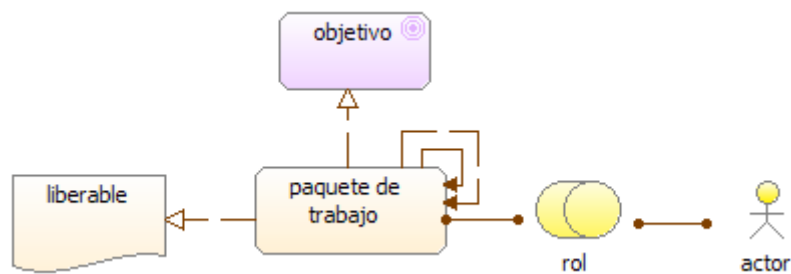 objetivo
liberable
paquete de
trabajo
rol
actor